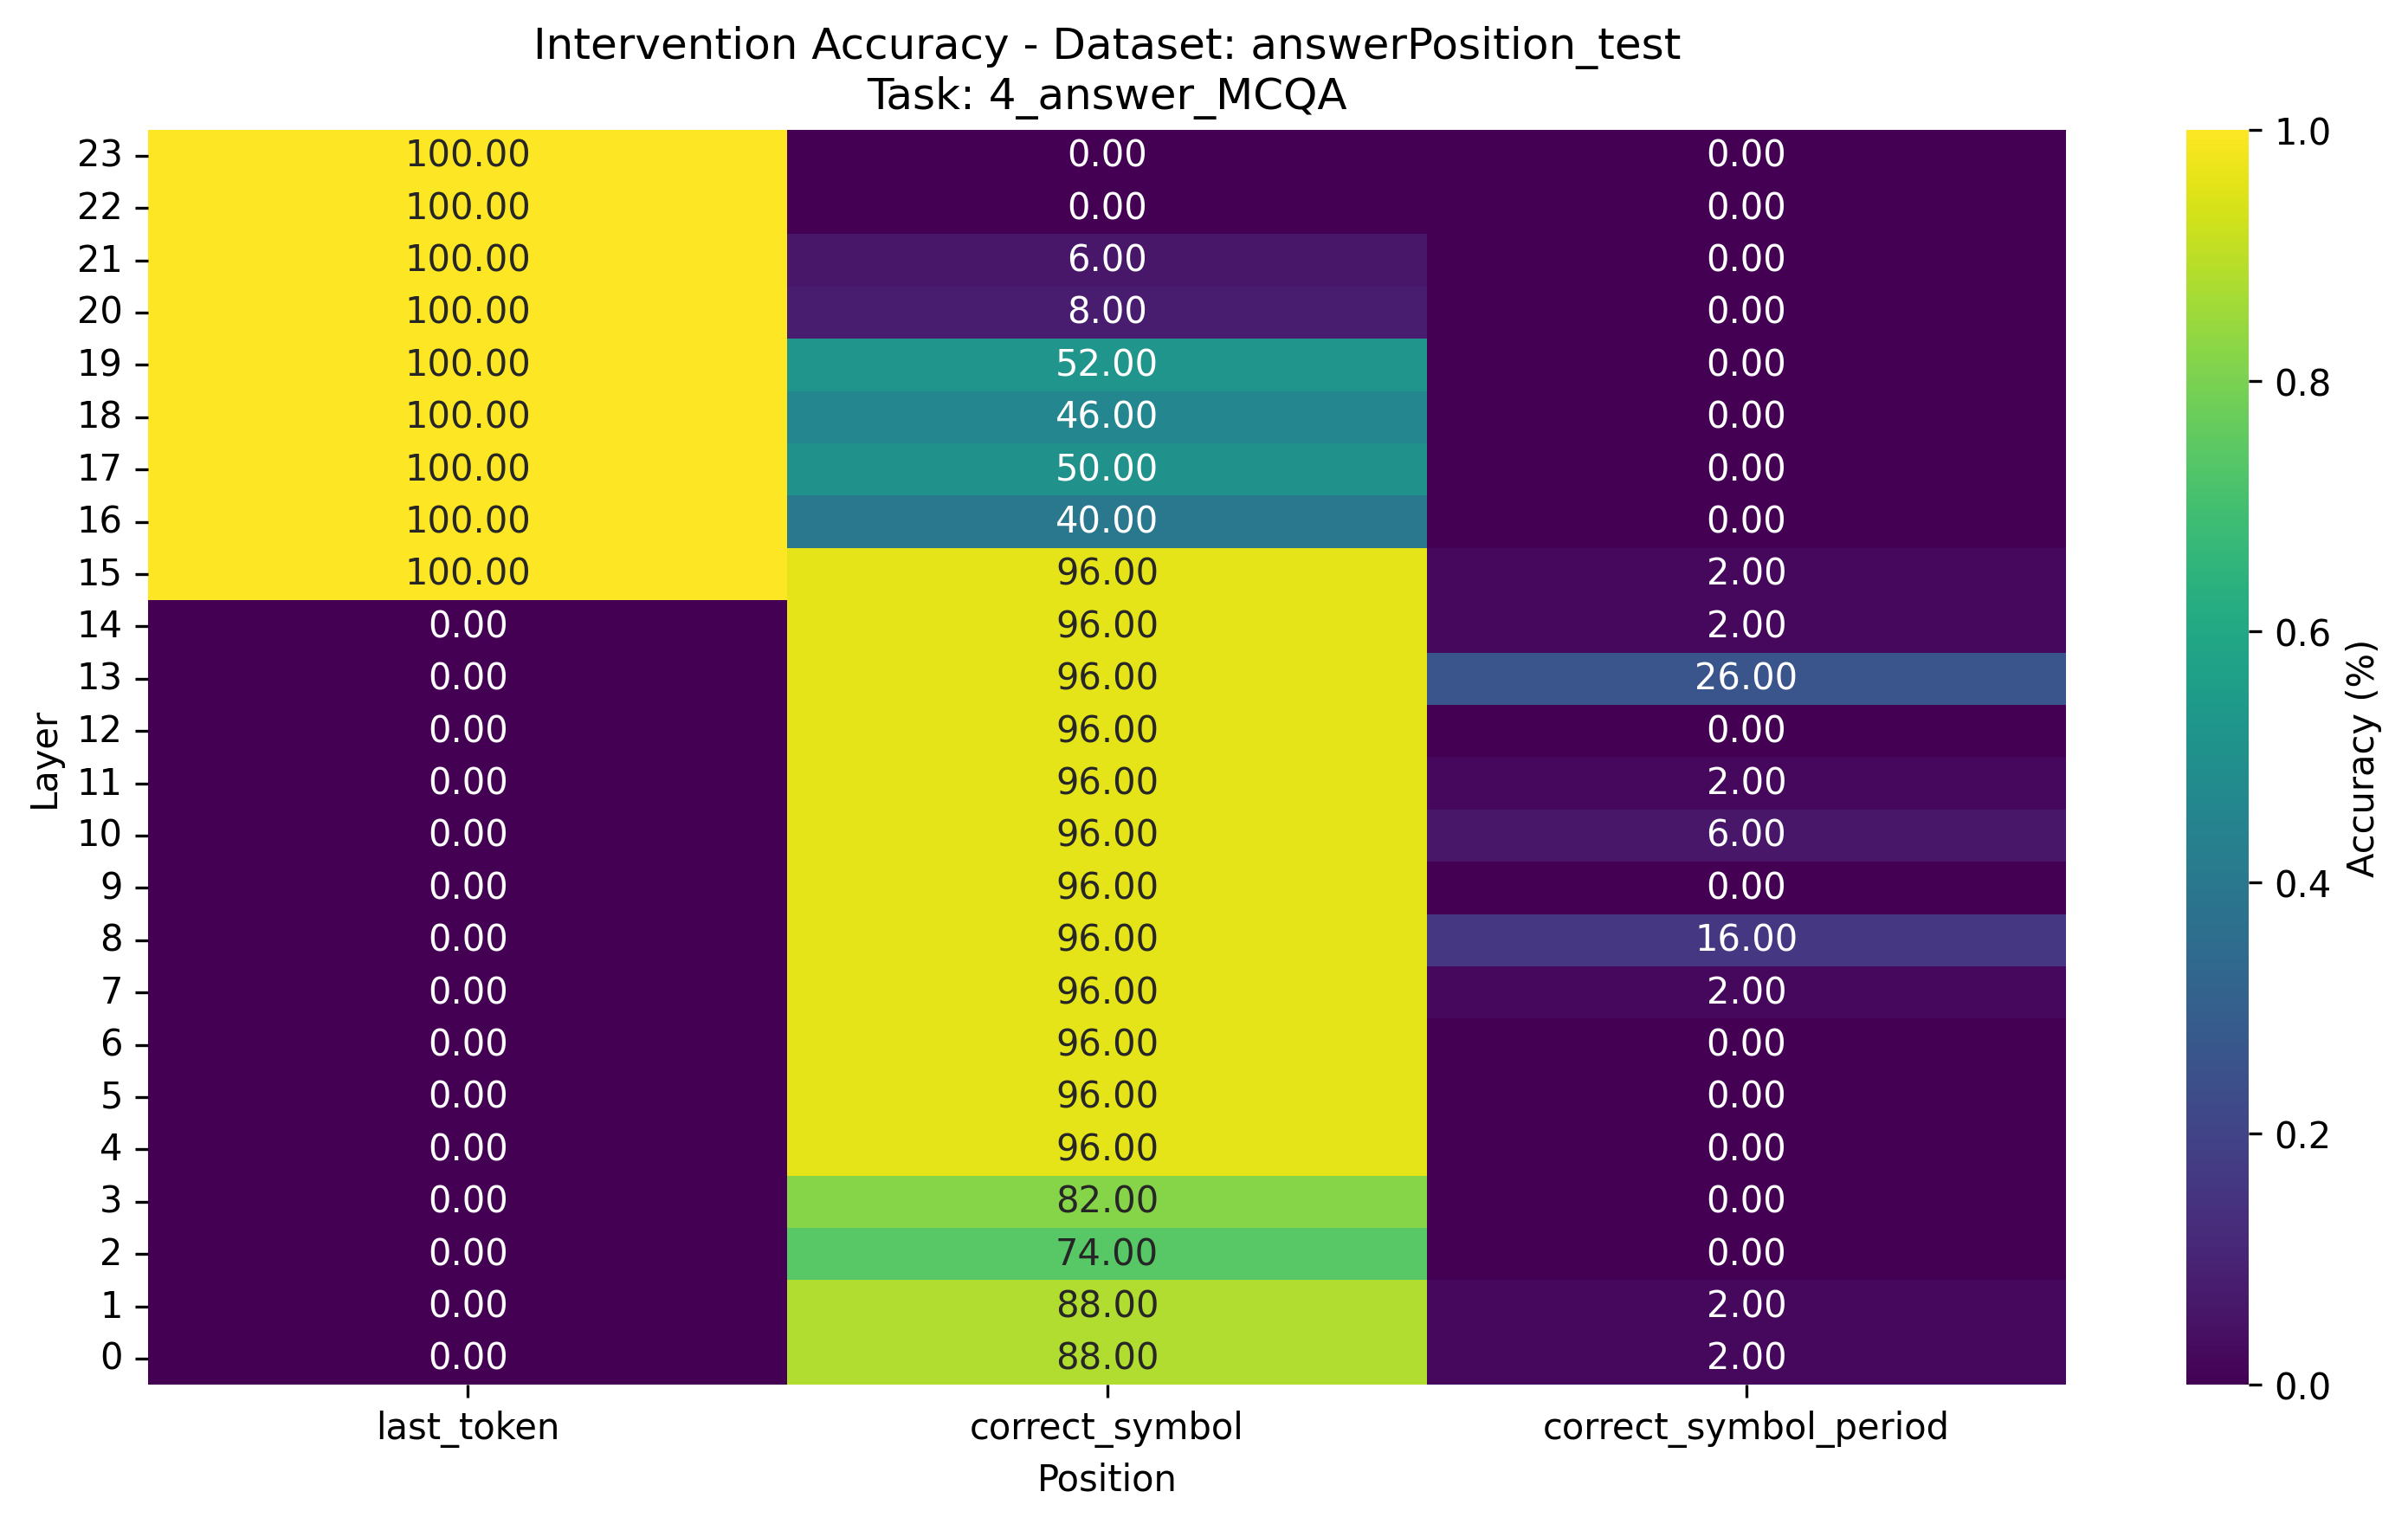 Intervention Accuracy - Dataset: answerPosition_test
Task: 4_answer_MCQA
23 100.00 0.00 0.00
22 100.00 0.00 0.00
21 100.00 6.00 0.00
20 100.00 8.00 0.00
19 100.00 52.00 0.00
18 100.00 46.00 0.00
17 100.00 50.00 0.00
16 100.00 40.00 0.00
15 100.00 96.00 2.00
14 0.00 96.00 2.00
13 0.00 96.00 26.00
12 0.00 96.00 0.00
11 0.00 96.00 2.00
10 0.00 96.00 6.00
9 0.00 96.00 0.00
8 0.00 96.00 16.00
7 0.00 96.00 2.00
6 0.00 96.00 0.00
5 0.00 96.00 0.00
4 0.00 96.00 0.00
3 0.00 82.00 0.00
2 0.00 74.00 0.00
1 0.00 88.00 2.00
0 0.00 88.00 2.00
last_token correct_symbol correct_symbol_period
Position
Layer
1.0
0.8
0.6
0.4
0.2
0.0
Accuracy (%)